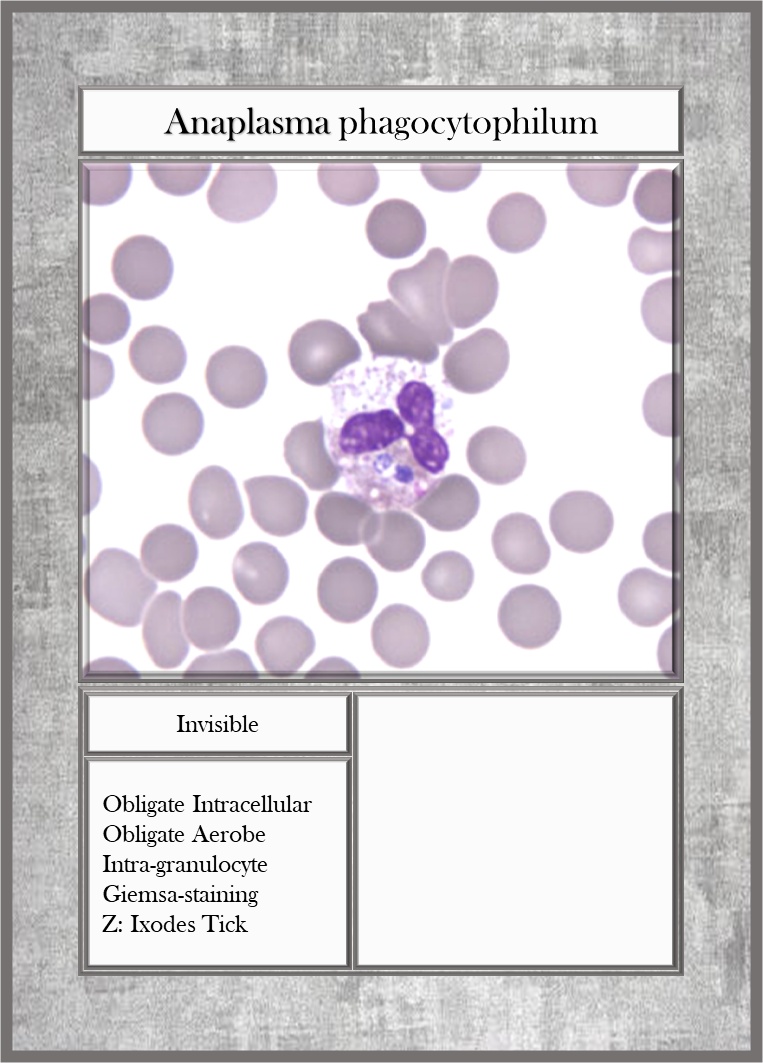 Anaplasma phagocytophilum
Invisible
Obligate Intracellular
Obligate Aerobe
Intra-granulocyte
Giemsa-staining
Z: Ixodes Tick